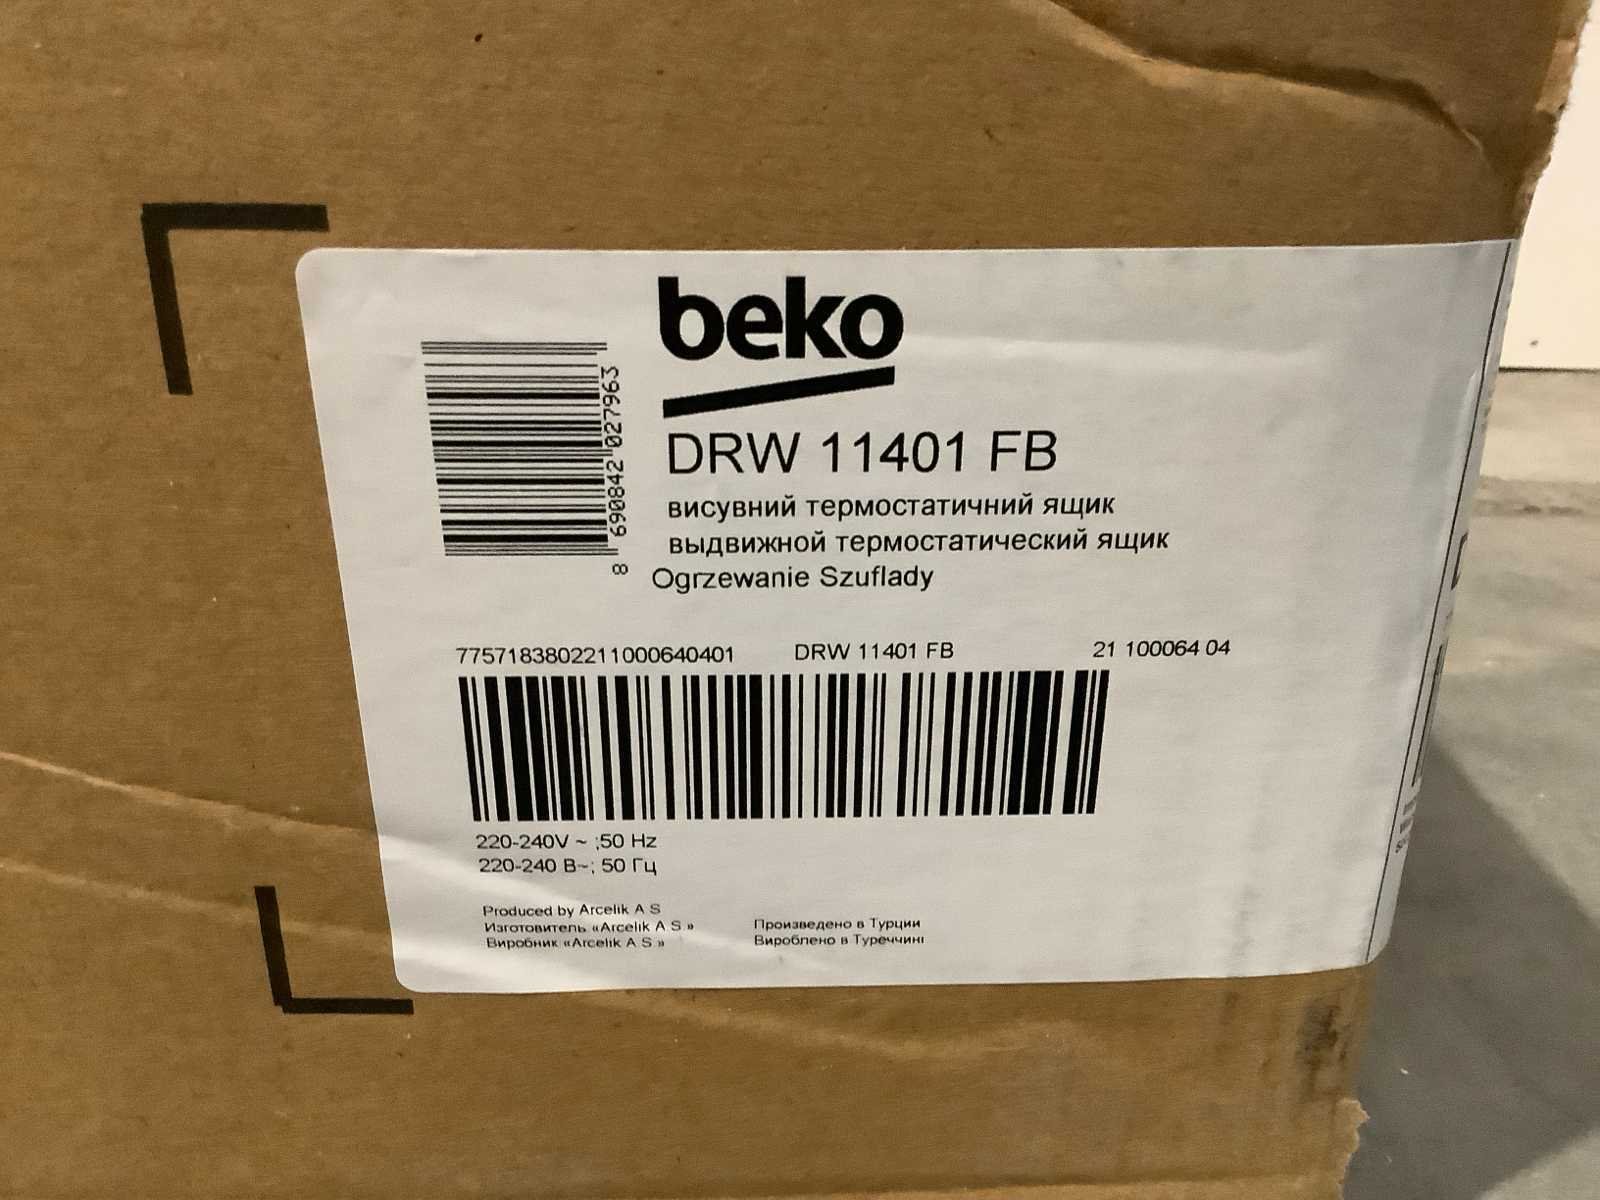 beko
8 690842 027963
DRW 11401 FB
висувний термостатичний ящик
выдвижной термостатический ящик
Ogrzewanie Szuflady
7757183802211000640401 DRW 11401 FB 21 100064 04
220-240V ~ ;50 Hz
220-240 В~; 50 Гц
Produced by Arcelik A S
Изготовитель «Arcelik A S » Произведено в Турции
Виробник «Arcelik A S » Вироблено в Туреччині